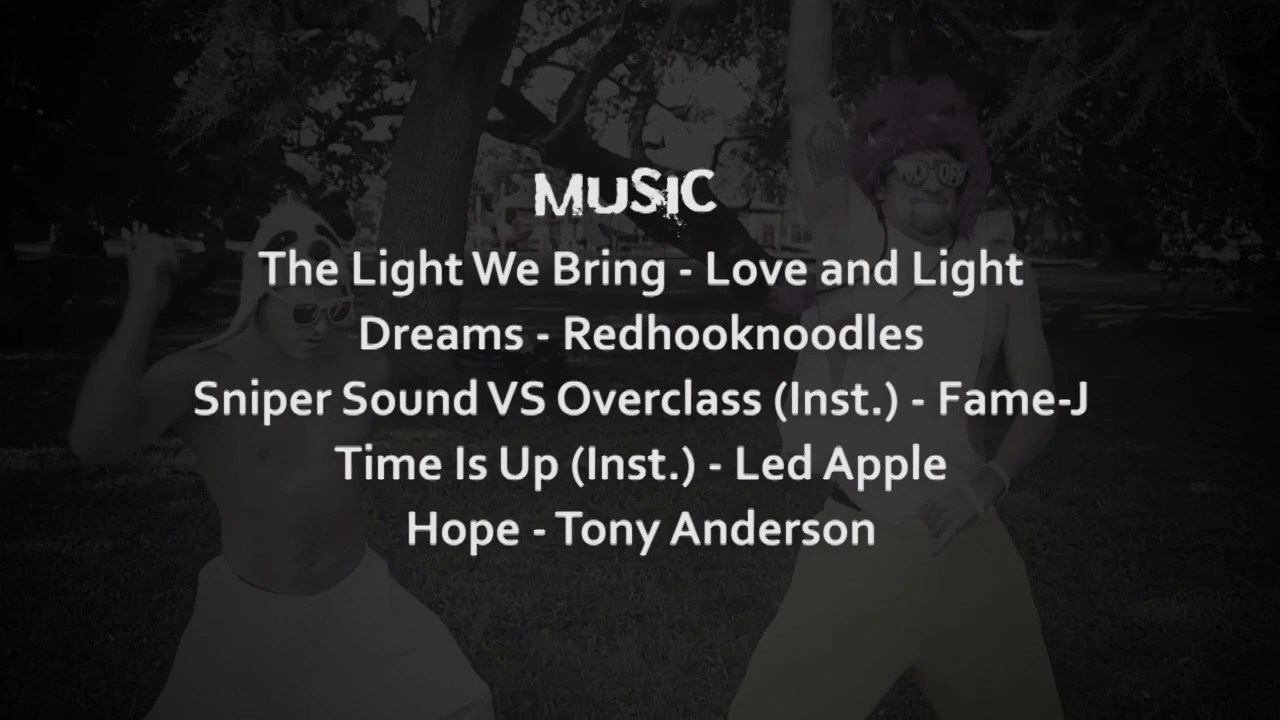 MUSIC
The Light We Bring - Love and Light
Dreams - Redhooknoodles
Sniper Sound VS Overclass (Inst.) - Fame-J
Time Is Up (Inst.) - Led Apple
Hope - Tony Anderson